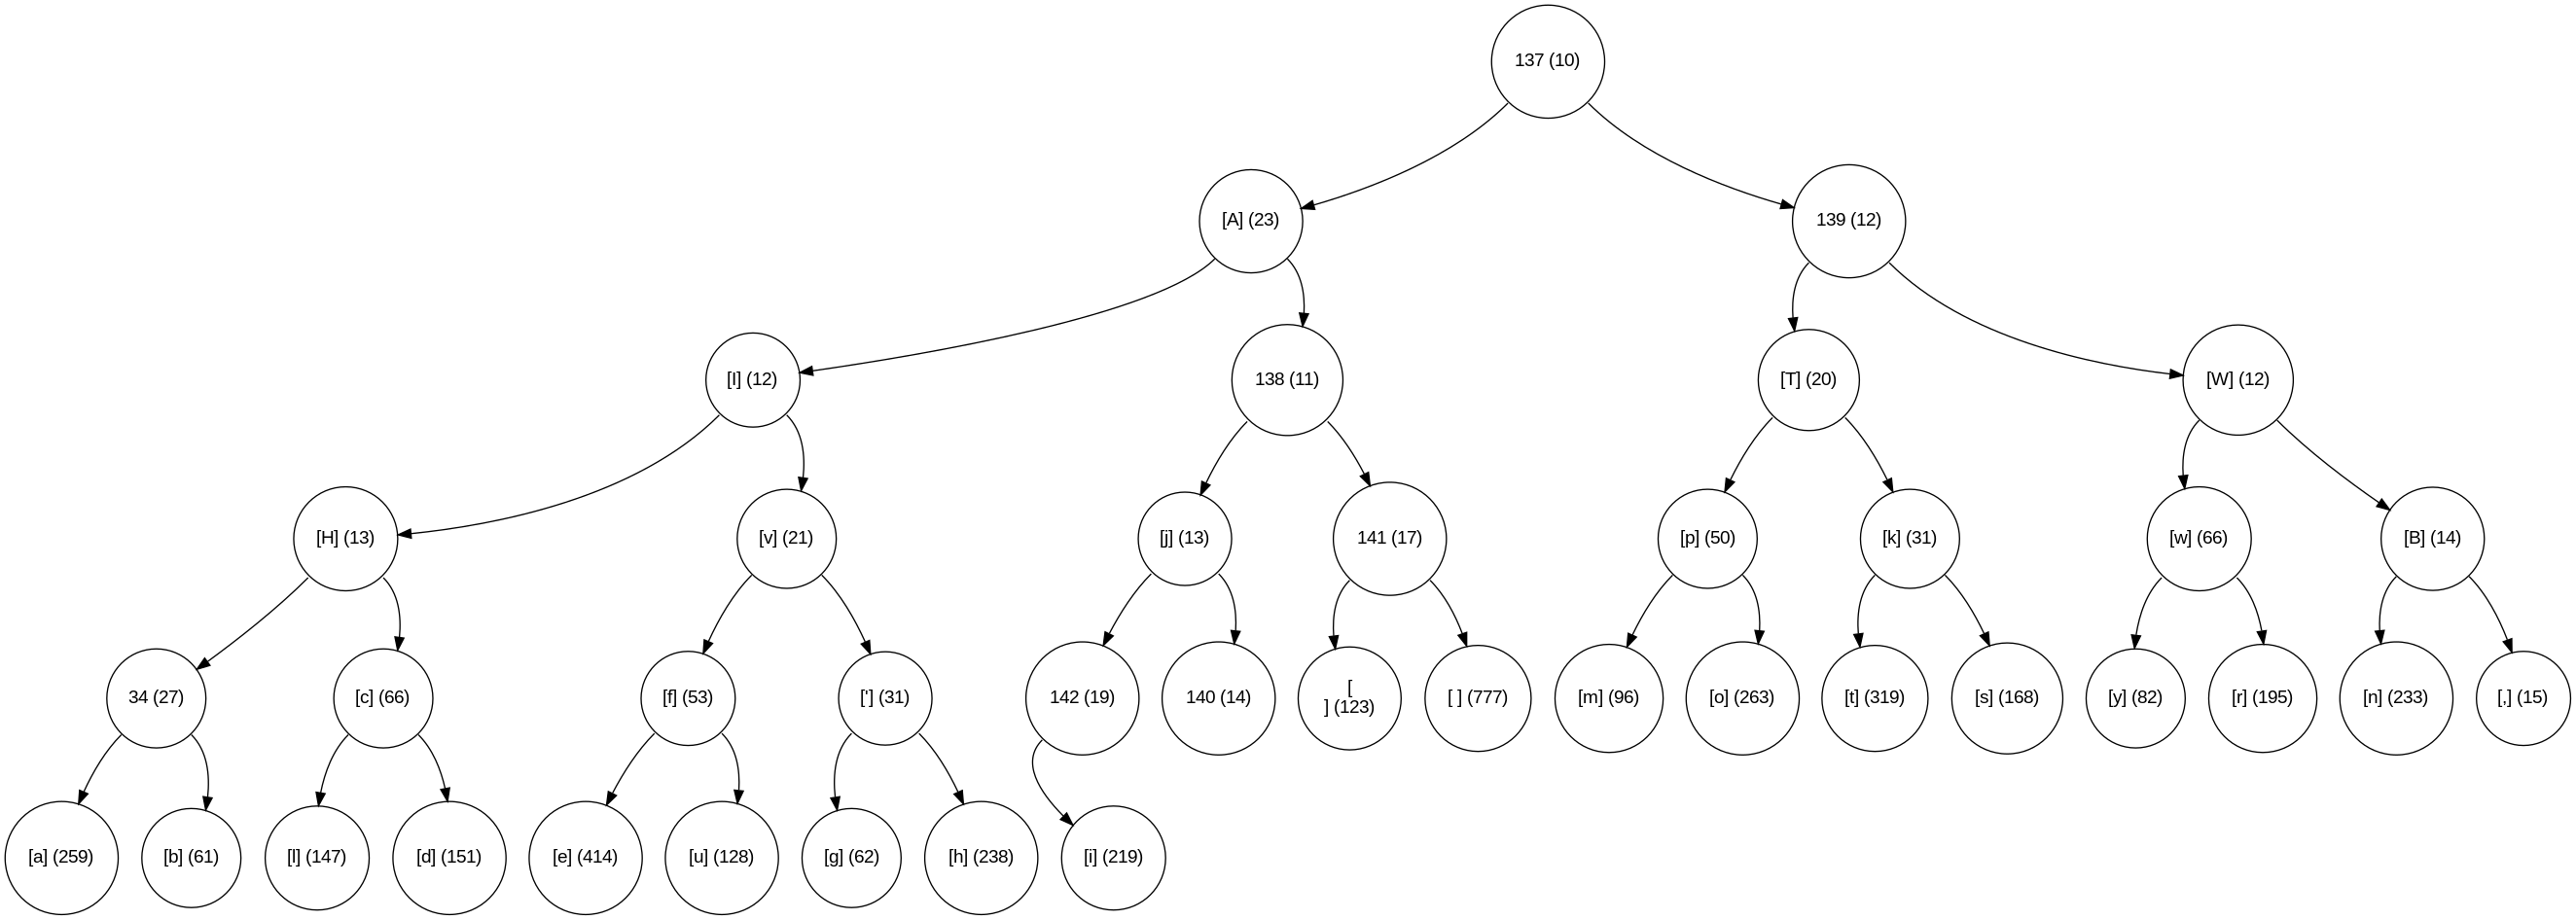 137 (10)
[A] (23)
139 (12)
[I] (12)
138 (11)
[T] (20)
[W] (12)
[H] (13)
[v] (21)
[j] (13)
141 (17)
[p] (50)
[k] (31)
[w] (66)
[B] (14)
34 (27)
[c] (66)
[f] (53)
['] (31)
142 (19)
140 (14)
[
] (123)
[ ] (777)
[m] (96)
[o] (263)
[t] (319)
[s] (168)
[y] (82)
[r] (195)
[n] (233)
[,] (15)
[a] (259)
[b] (61)
[l] (147)
[d] (151)
[e] (414)
[u] (128)
[g] (62)
[h] (238)
[i] (219)